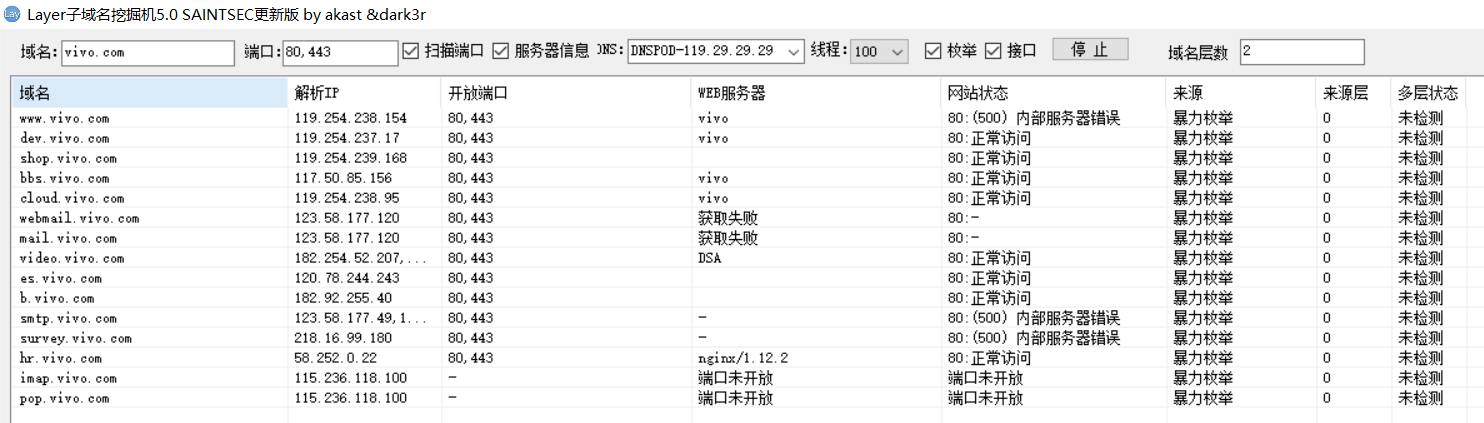 Lay Layer子域名挖掘机5.0 SAINTSEC更新版 by akast &dark3r
域名: vivo.com 端口: 80,443 扫描端口 服务器信息 DNS: DNSPOD-119.29.29.29 线程: 100 枚举 接口 停 止 域名层数 2
域名 解析IP 开放端口 WEB服务器 网站状态 来源 来源层 多层状态
www.vivo.com 119.254.238.154 80,443 vivo 80:(500) 内部服务器错误 暴力枚举 0 未检测
dev.vivo.com 119.254.237.17 80,443 vivo 80:正常访问 暴力枚举 0 未检测
shop.vivo.com 119.254.239.168 80,443 80:正常访问 暴力枚举 0 未检测
bbs.vivo.com 117.50.85.156 80,443 vivo 80:正常访问 暴力枚举 0 未检测
cloud.vivo.com 119.254.238.95 80,443 vivo 80:正常访问 暴力枚举 0 未检测
webmail.vivo.com 123.58.177.120 80,443 获取失败 80:- 暴力枚举 0 未检测
mail.vivo.com 123.58.177.120 80,443 获取失败 80:- 暴力枚举 0 未检测
video.vivo.com 182.254.52.207,... 80,443 DSA 80:正常访问 暴力枚举 0 未检测
es.vivo.com 120.78.244.243 80,443 80:正常访问 暴力枚举 0 未检测
b.vivo.com 182.92.255.40 80,443 80:正常访问 暴力枚举 0 未检测
smtp.vivo.com 123.58.177.49,1... 80,443 - 80:(500) 内部服务器错误 暴力枚举 0 未检测
survey.vivo.com 218.16.99.180 80,443 - 80:(500) 内部服务器错误 暴力枚举 0 未检测
hr.vivo.com 58.252.0.22 80,443 nginx/1.12.2 80:正常访问 暴力枚举 0 未检测
imap.vivo.com 115.236.118.100 - 端口未开放 端口未开放 暴力枚举 0 未检测
pop.vivo.com 115.236.118.100 - 端口未开放 端口未开放 暴力枚举 0 未检测